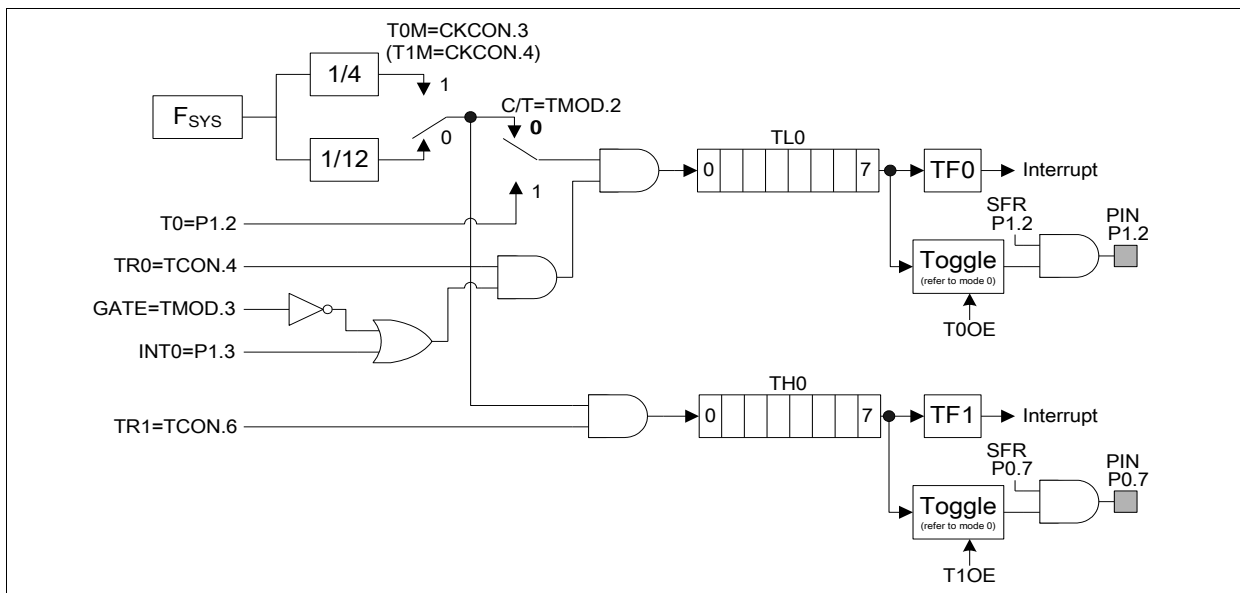 T0M=CKCON.3
(T1M=CKCON.4)
1/4
1
FSYS
C/T=TMOD.2
0
0
1/12
1
TL0
0 7
TF0
Interrupt
T0=P1.2
SFR
P1.2
PIN
P1.2
TR0=TCON.4
Toggle
(refer to mode 0)
GATE=TMOD.3
T0OE
INT0=P1.3
TH0
0 7
TF1
Interrupt
TR1=TCON.6
SFR
P0.7
PIN
P0.7
Toggle
(refer to mode 0)
T1OE